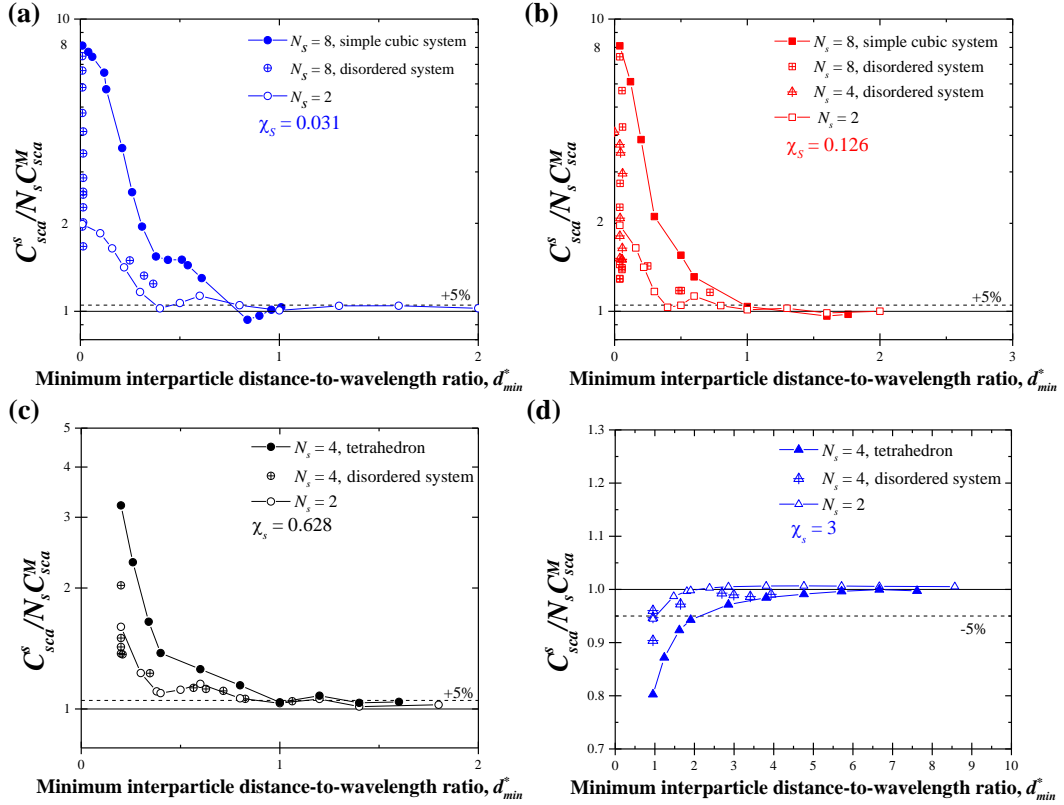 (a)
10
8
6
4
2
1
C^s_sca/N_s C^M_sca
N_S = 8, simple cubic system
N_S = 8, disordered system
N_S = 2
χ_S = 0.031
+5%
0 1 2
Minimum interparticle distance-to-wavelength ratio, d^*_min
(b)
10
8
6
4
2
1
C^s_sca/N_s C^M_sca
N_s = 8, simple cubic system
N_s = 8, disordered system
N_s = 4, disordered system
N_s = 2
χ_S = 0.126
+5%
0 1 2 3
Minimum interparticle distance-to-wavelength ratio, d^*_min
(c)
5
4
3
2
1
C^s_sca/N_s C^M_sca
N_s = 4, tetrahedron
N_s = 4, disordered system
N_s = 2
χ_s = 0.628
+5%
0 1 2
Minimum interparticle distance-to-wavelength ratio, d^*_min
(d)
1.3
1.2
1.1
1.0
0.9
0.8
0.7
C^s_sca/N_s C^M_sca
N_s = 4, tetrahedron
N_s = 4, disordered system
N_s = 2
χ_s = 3
-5%
0 1 2 3 4 5 6 7 8 9 10
Minimum interparticle distance-to-wavelength ratio, d^*_min